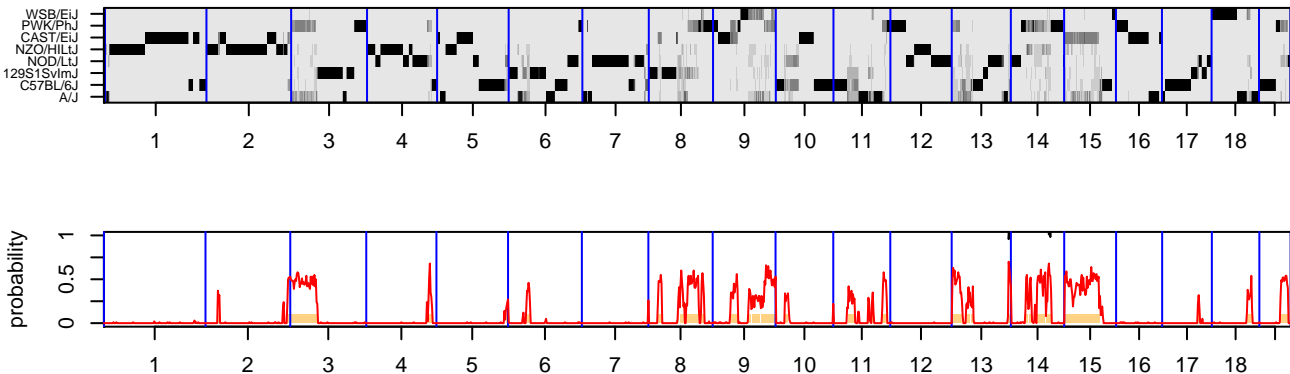 WSB/EiJ
PWK/PhJ
CAST/EiJ
NZO/HlLtJ
NOD/LtJ
129S1SvImJ
C57BL/6J
A/J
1 2 3 4 5 6 7 8 9 10 11 12 13 14 15 16 17 18
probability
1
0.5
0
1 2 3 4 5 6 7 8 9 10 11 12 13 14 15 16 17 18